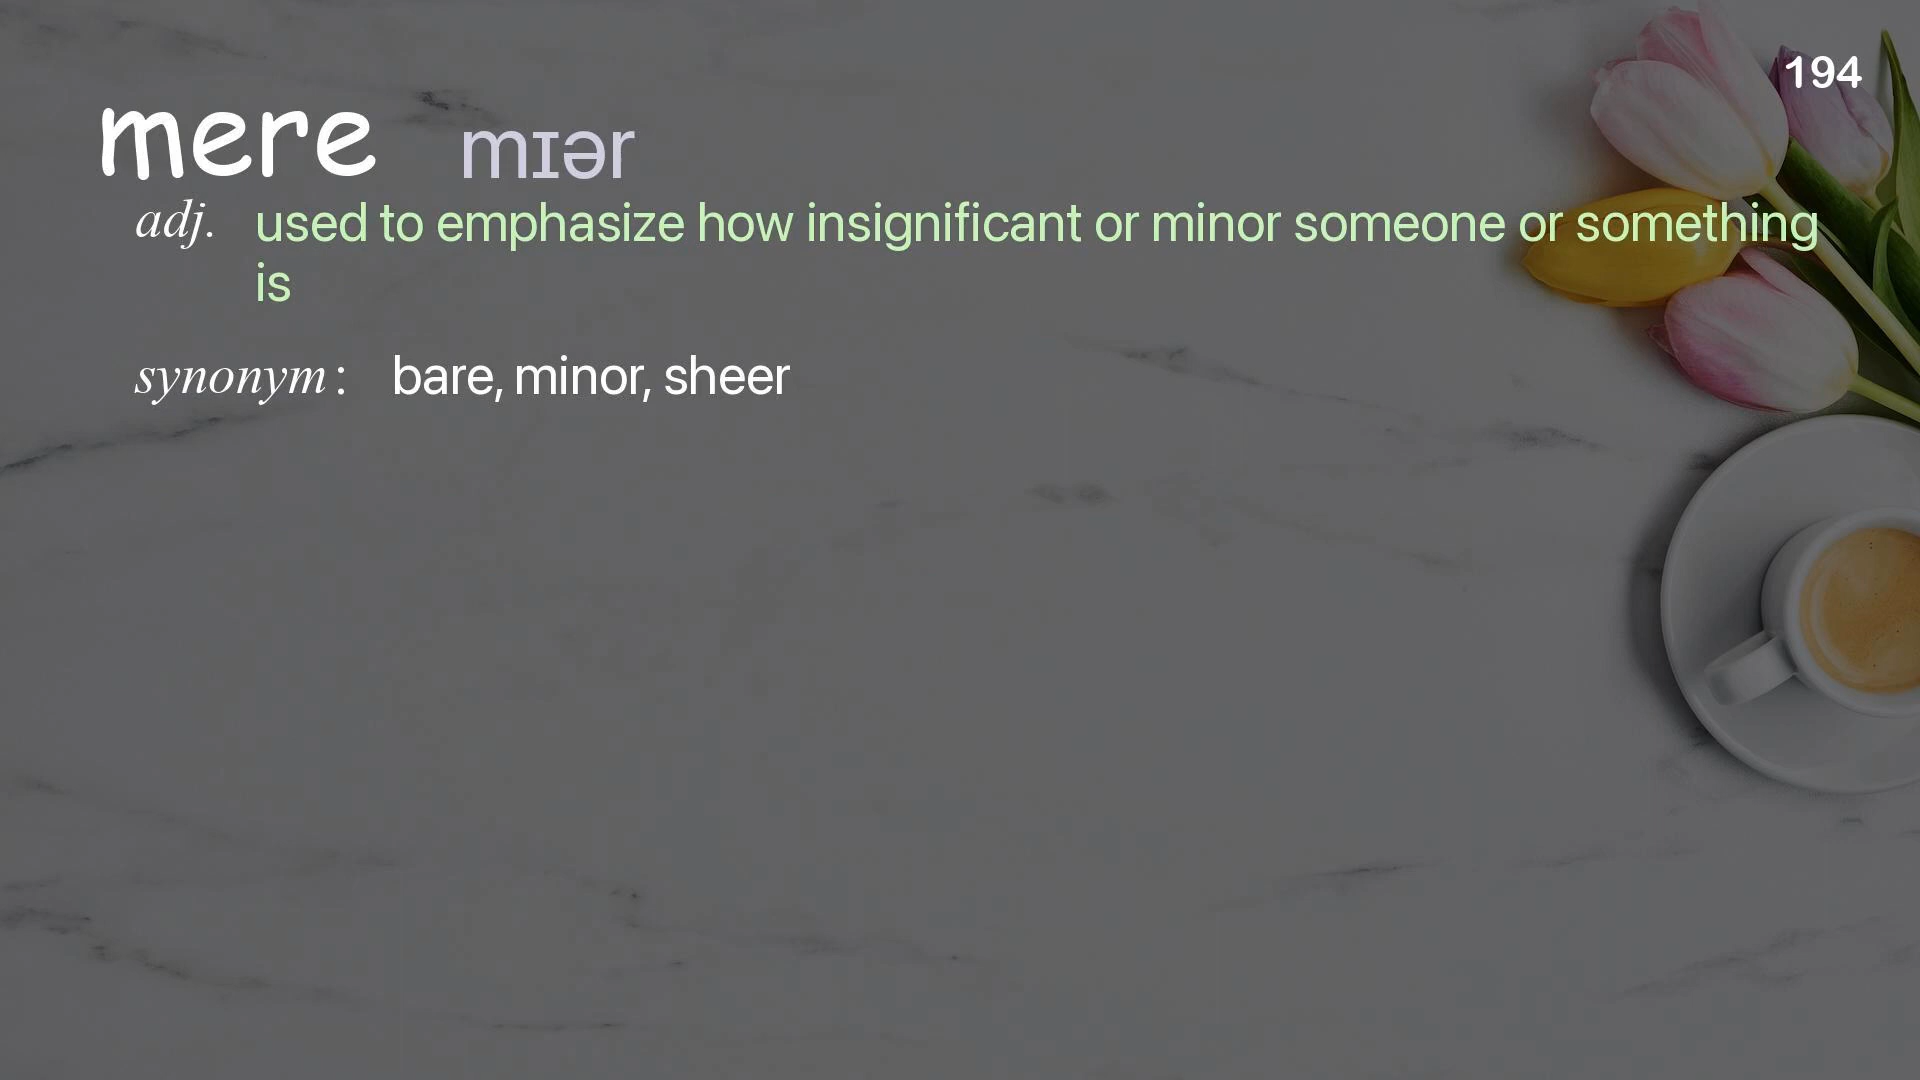 194
mere mɪər
adj. used to emphasize how insignificant or minor someone or something
is
synonym: bare, minor, sheer